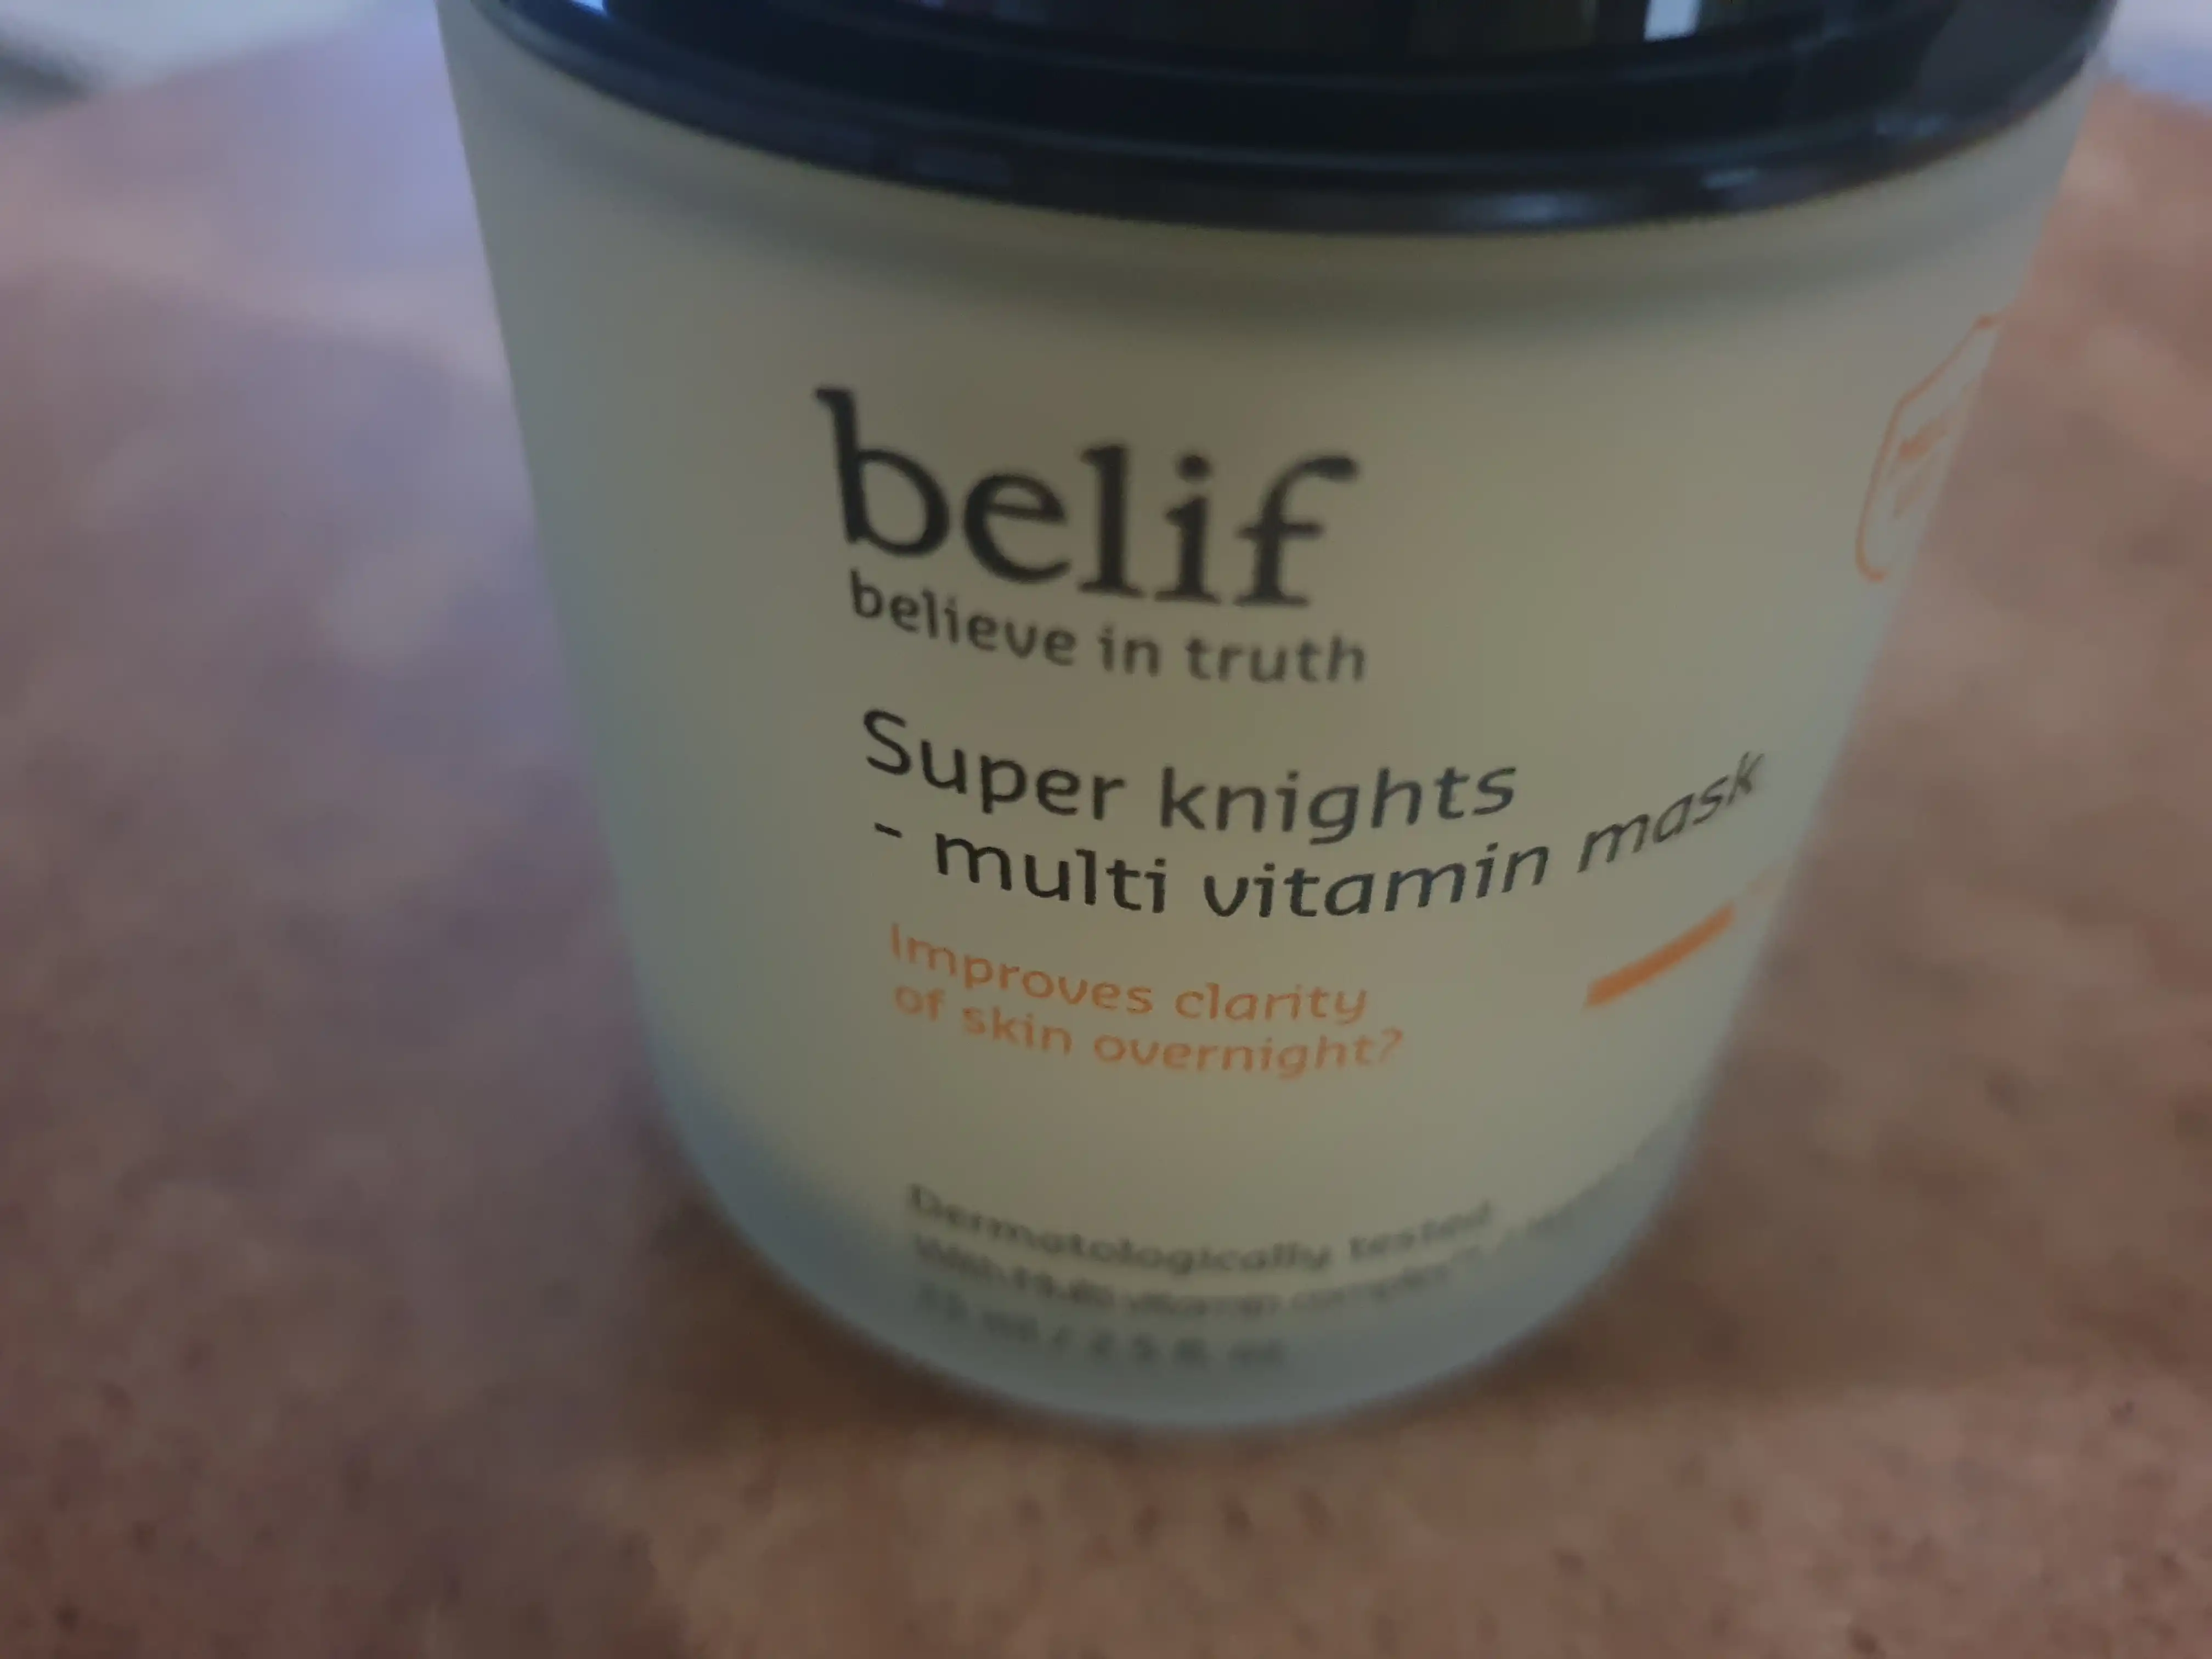 belif
believe in truth
Super knights
- multi vitamin mask
Improves clarity
of skin overnight?
Dermatologically tested